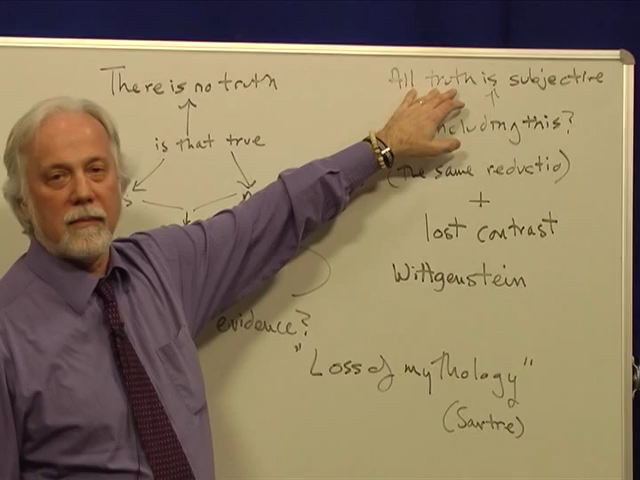 There is no truth
is that true
evidence?
All truth is subjective
including this?
(the same reductio)
+
lost contrast
Wittgenstein
"Loss of mythology"
(Sartre)